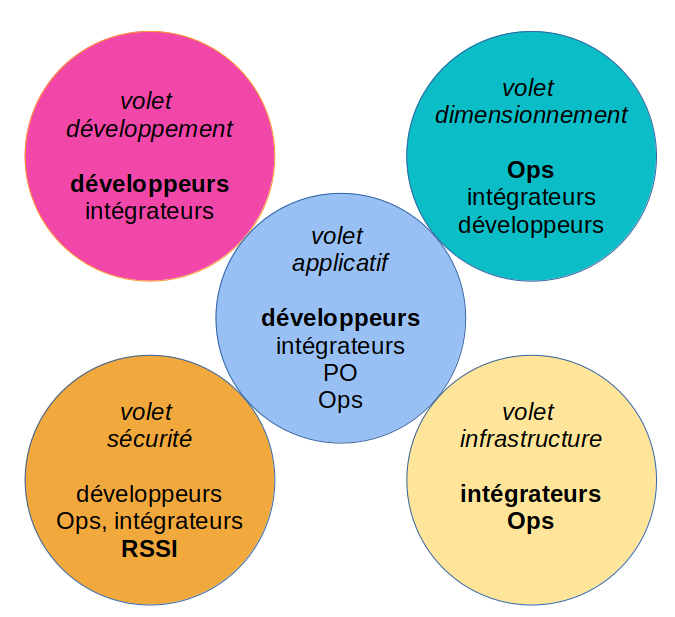 volet
développement
développeurs
intégrateurs
volet
dimensionnement
Ops
intégrateurs
développeurs
volet
applicatif
développeurs
intégrateurs
PO
Ops
volet
sécurité
développeurs
Ops, intégrateurs
RSSI
volet
infrastructure
intégrateurs
Ops